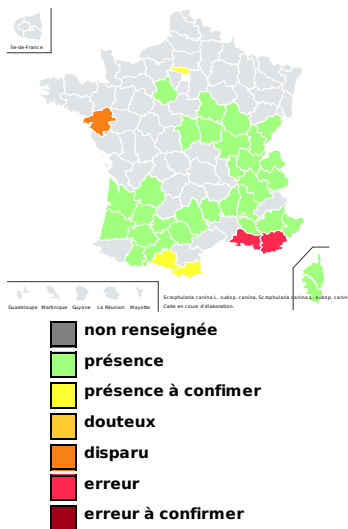 Île-de-France
Guadeloupe Martinique Guyane La Réunion Mayotte
Scrophularia canina L. subsp. canina, Scrophularia canina L. subsp. canin
Carte en cours d'élaboration.
non renseignée
présence
présence à confimer
douteux
disparu
erreur
erreur à confirmer